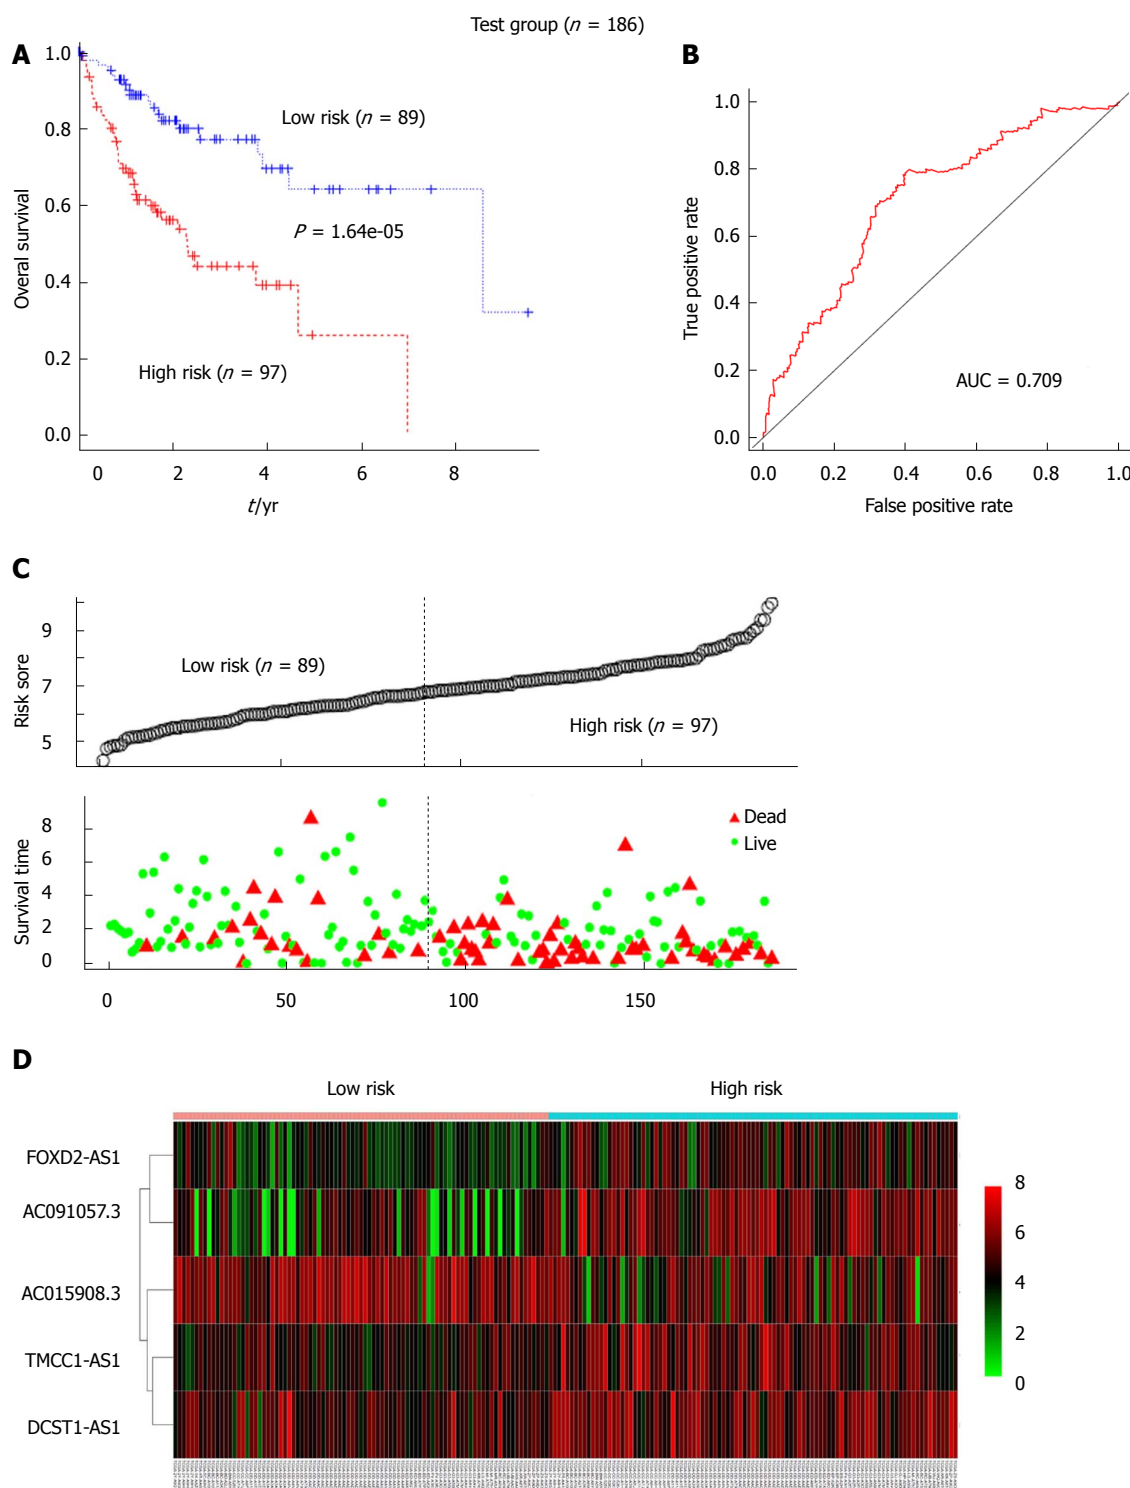 Test group (n = 186)
A
1.0
0.8
0.6
0.4
0.2
0.0
Overal survival
Low risk (n = 89)
P = 1.64e-05
High risk (n = 97)
0 2 4 6 8
t/yr
B
1.0
0.8
0.6
0.4
0.2
0.0
True positive rate
AUC = 0.709
0.0 0.2 0.4 0.6 0.8 1.0
False positive rate
C
9
7
5
Risk sore
Low risk (n = 89)
High risk (n = 97)
8
6
4
2
0
Survival time
Dead
Live
0 50 100 150
D
Low risk High risk
FOXD2-AS1
AC091057.3
AC015908.3
TMCC1-AS1
DCST1-AS1
8
6
4
2
0